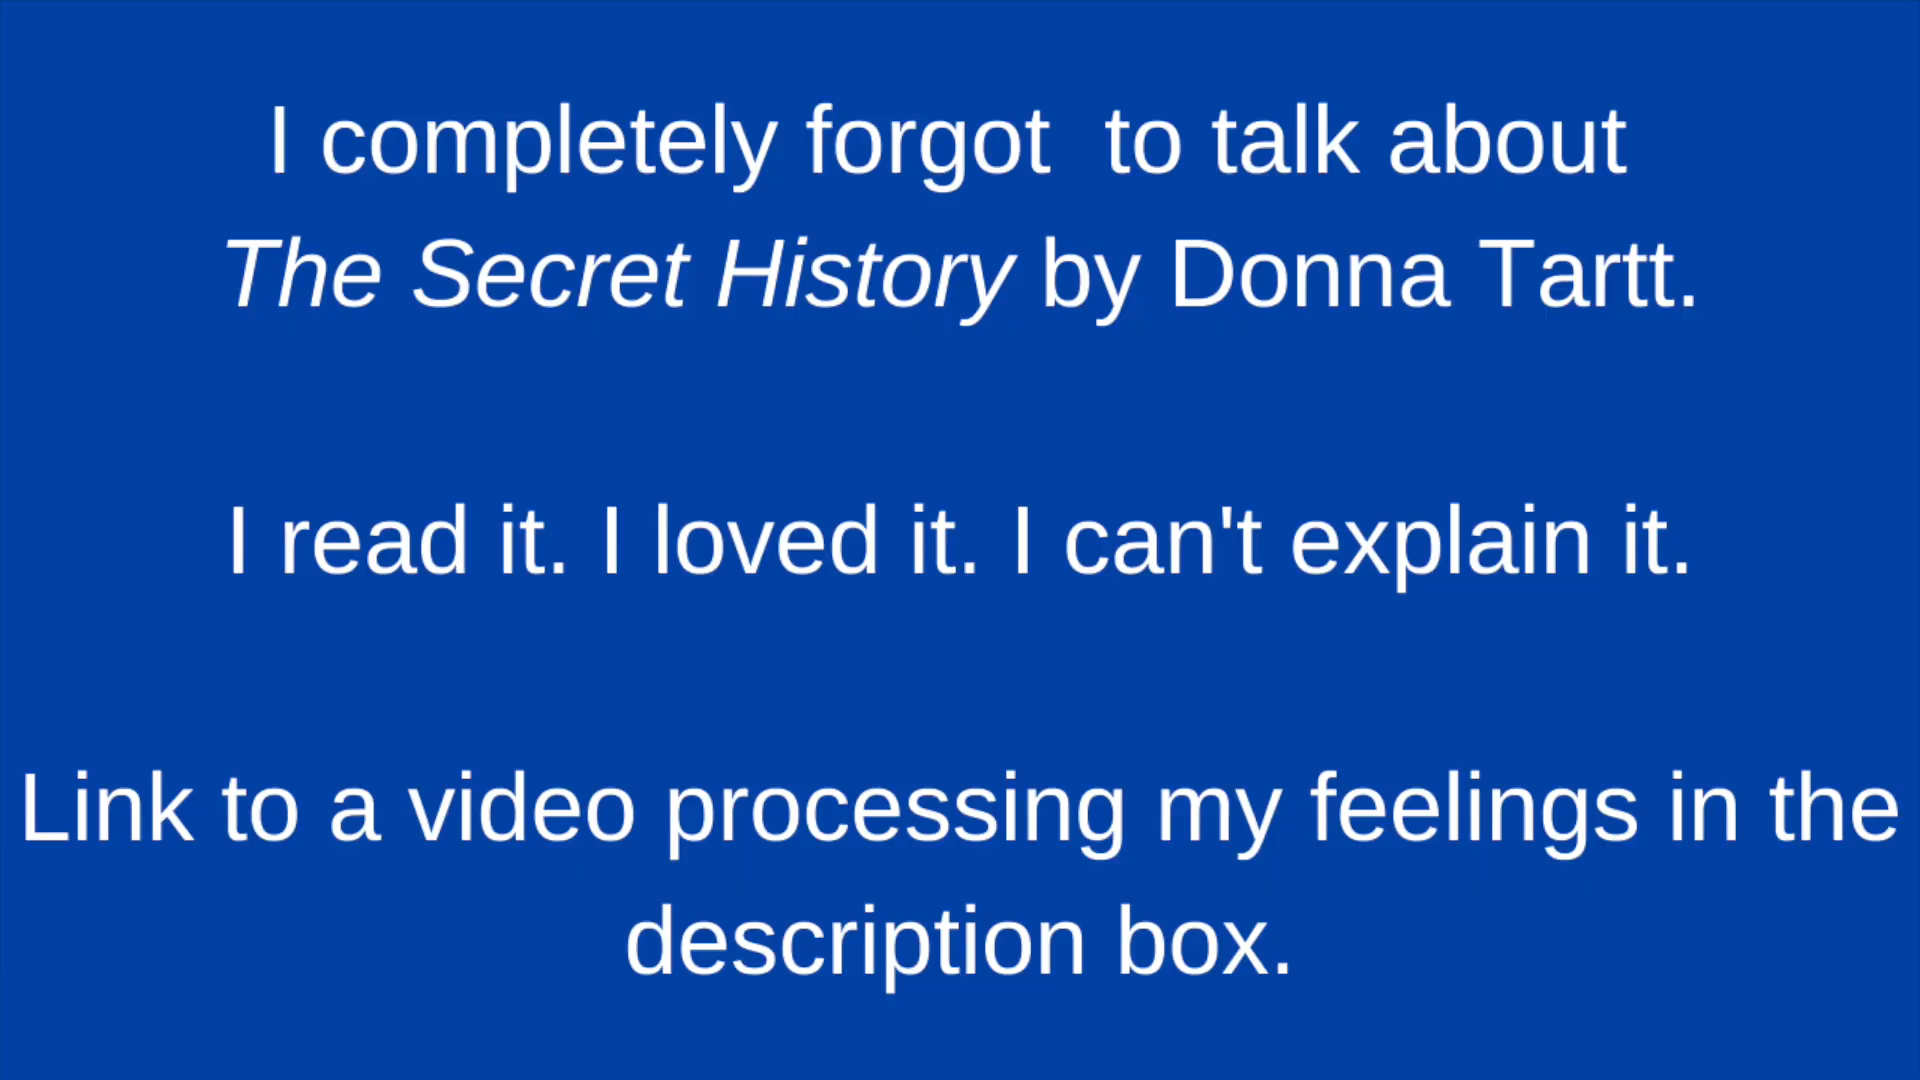 I completely forgot  to talk about
The Secret History by Donna Tartt.
I read it. I loved it. I can't explain it.
Link to a video processing my feelings in the
description box.